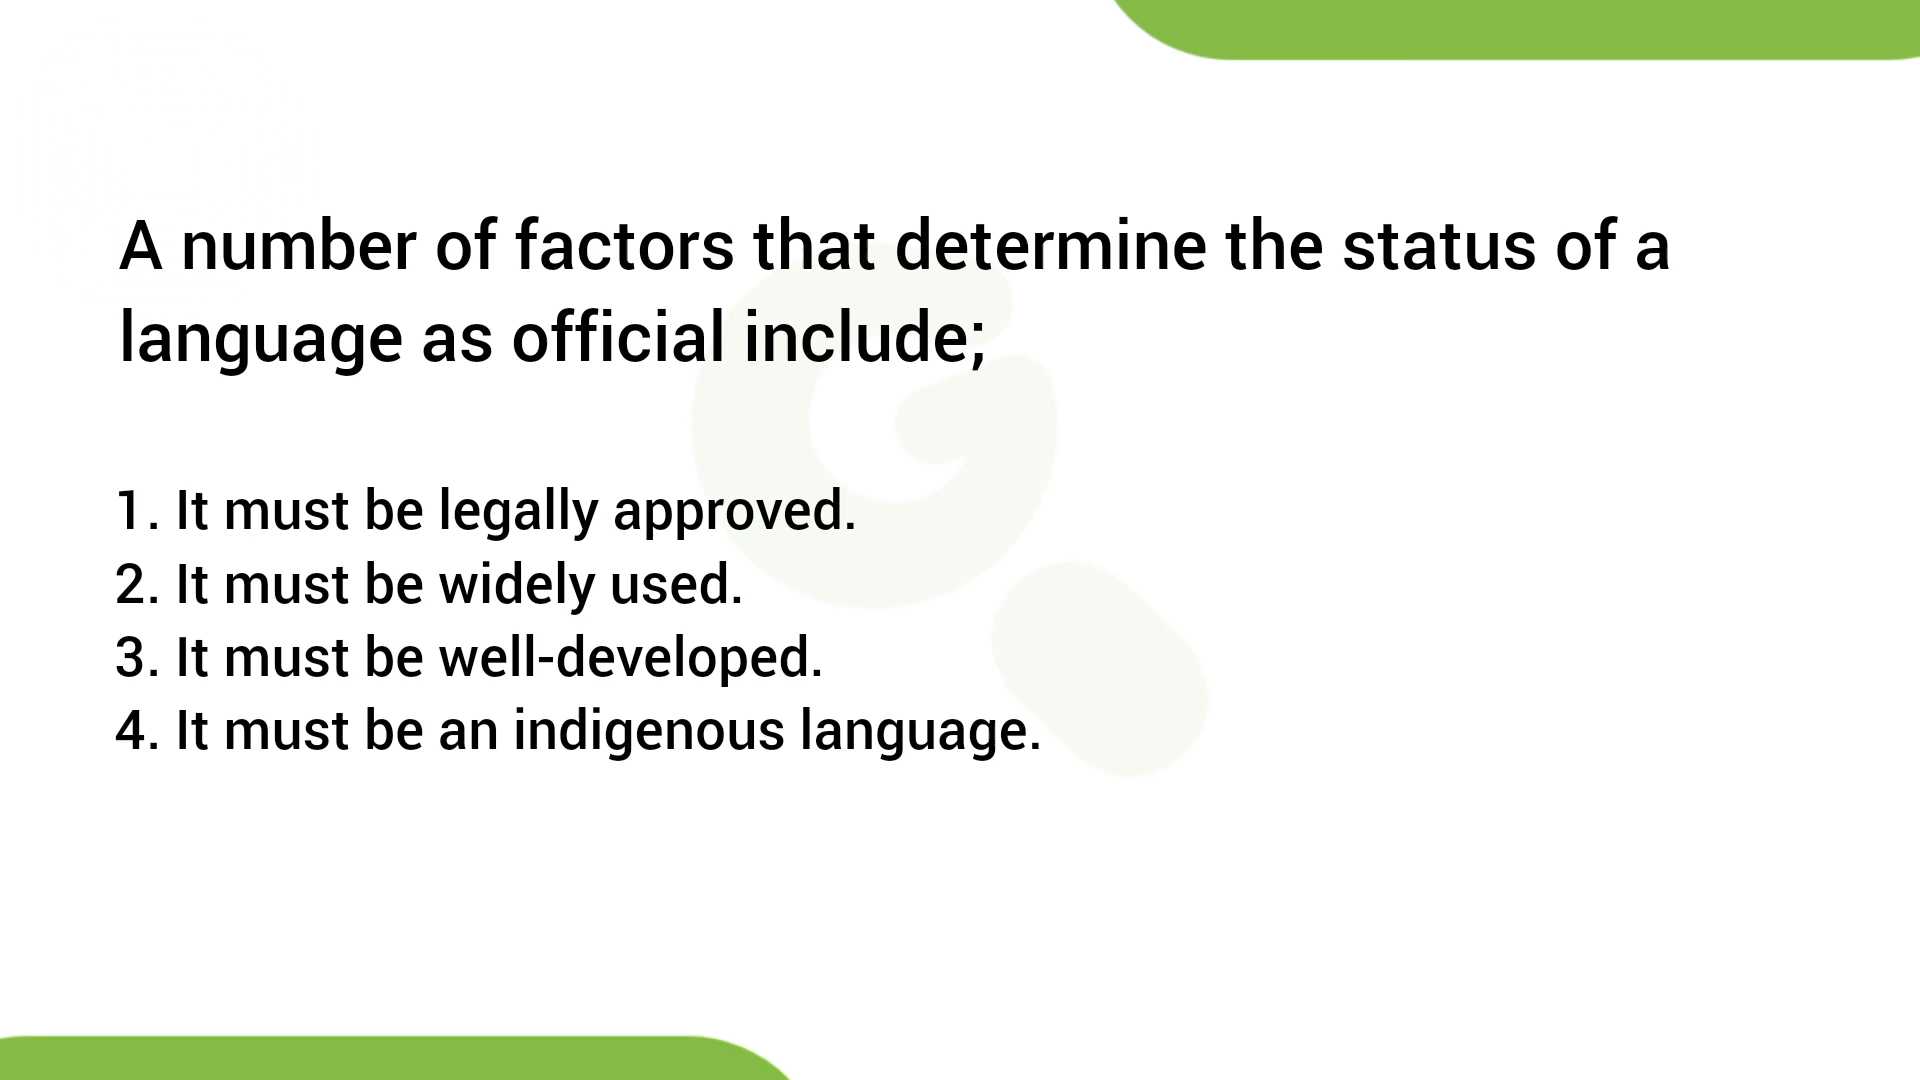 A number of factors that determine the status of a
language as official include;
1. It must be legally approved.
2. It must be widely used.
3. It must be well-developed.
4. It must be an indigenous language.